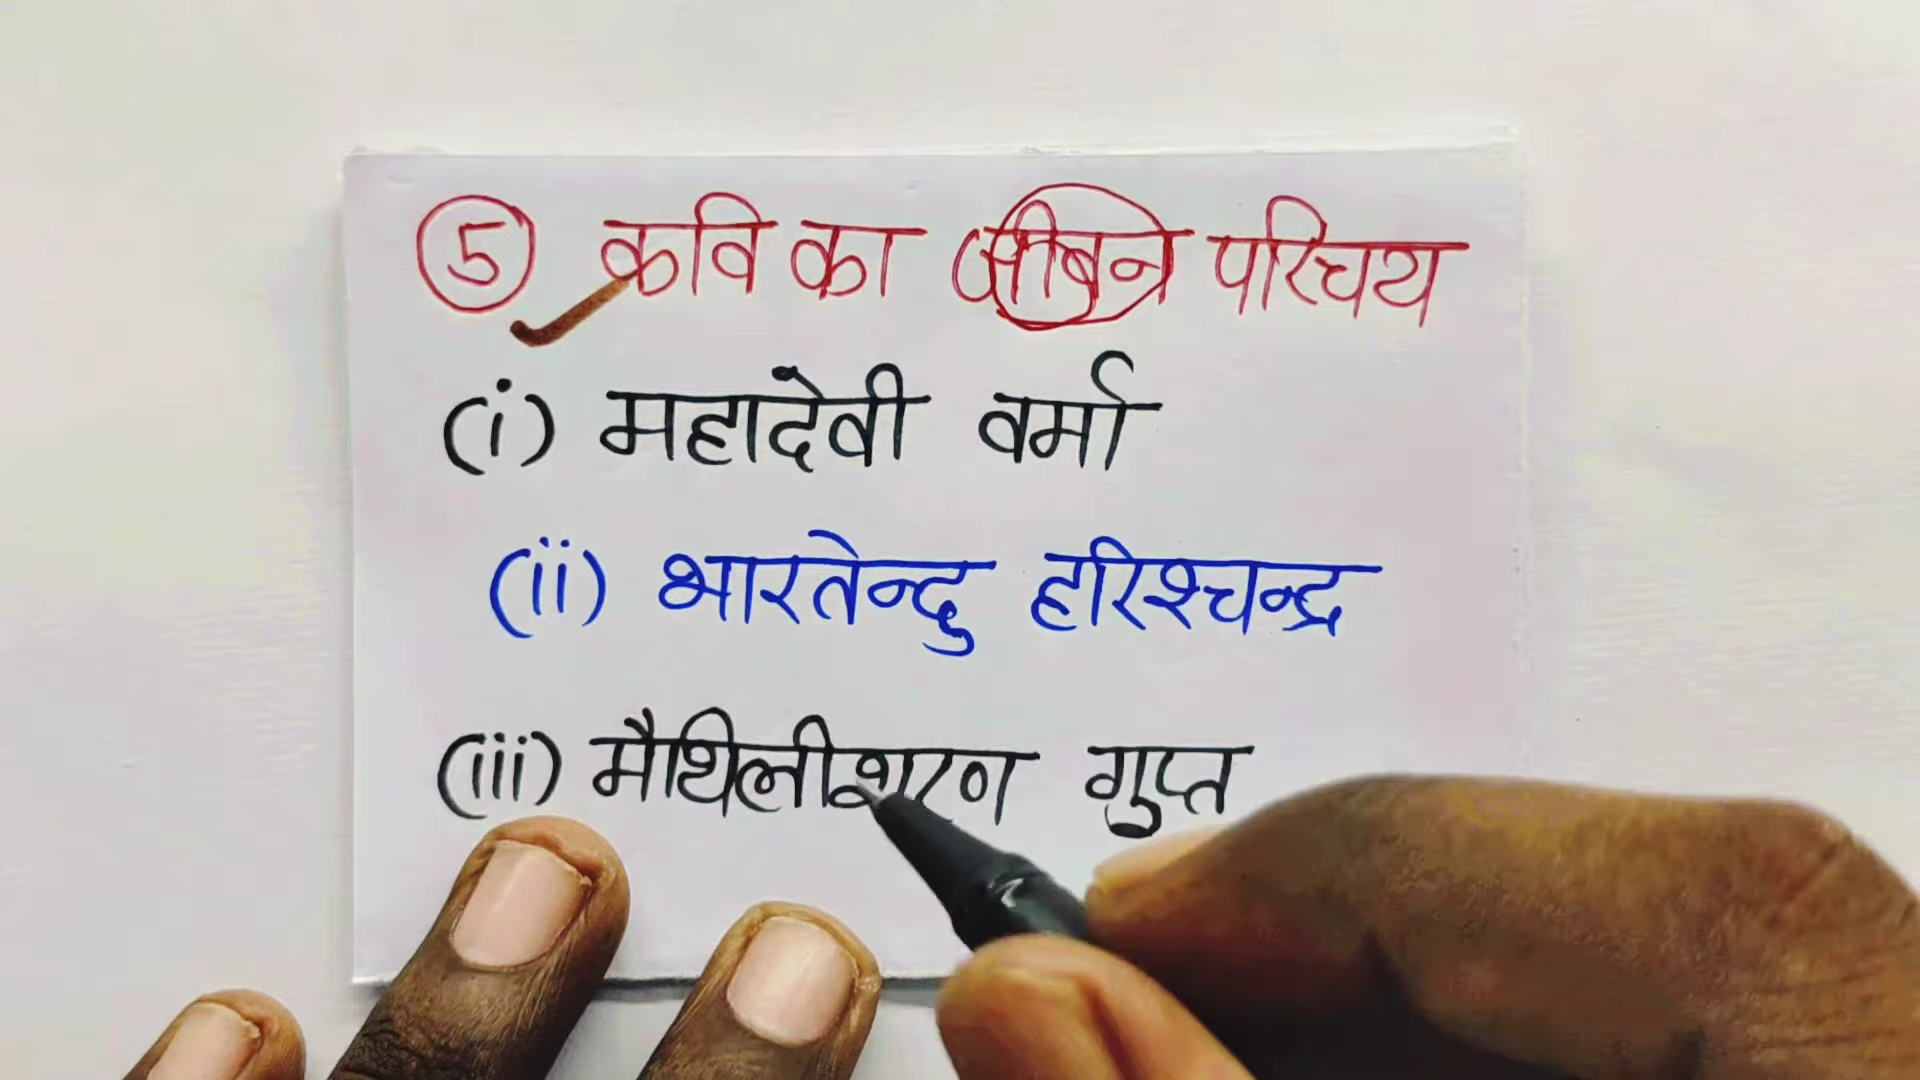 5 कवि का जीवन परिचय
(i) महादेवी वर्मा
(ii) भारतेन्दु हरिश्चन्द्र
(iii) मैथिलीशरण गुप्त